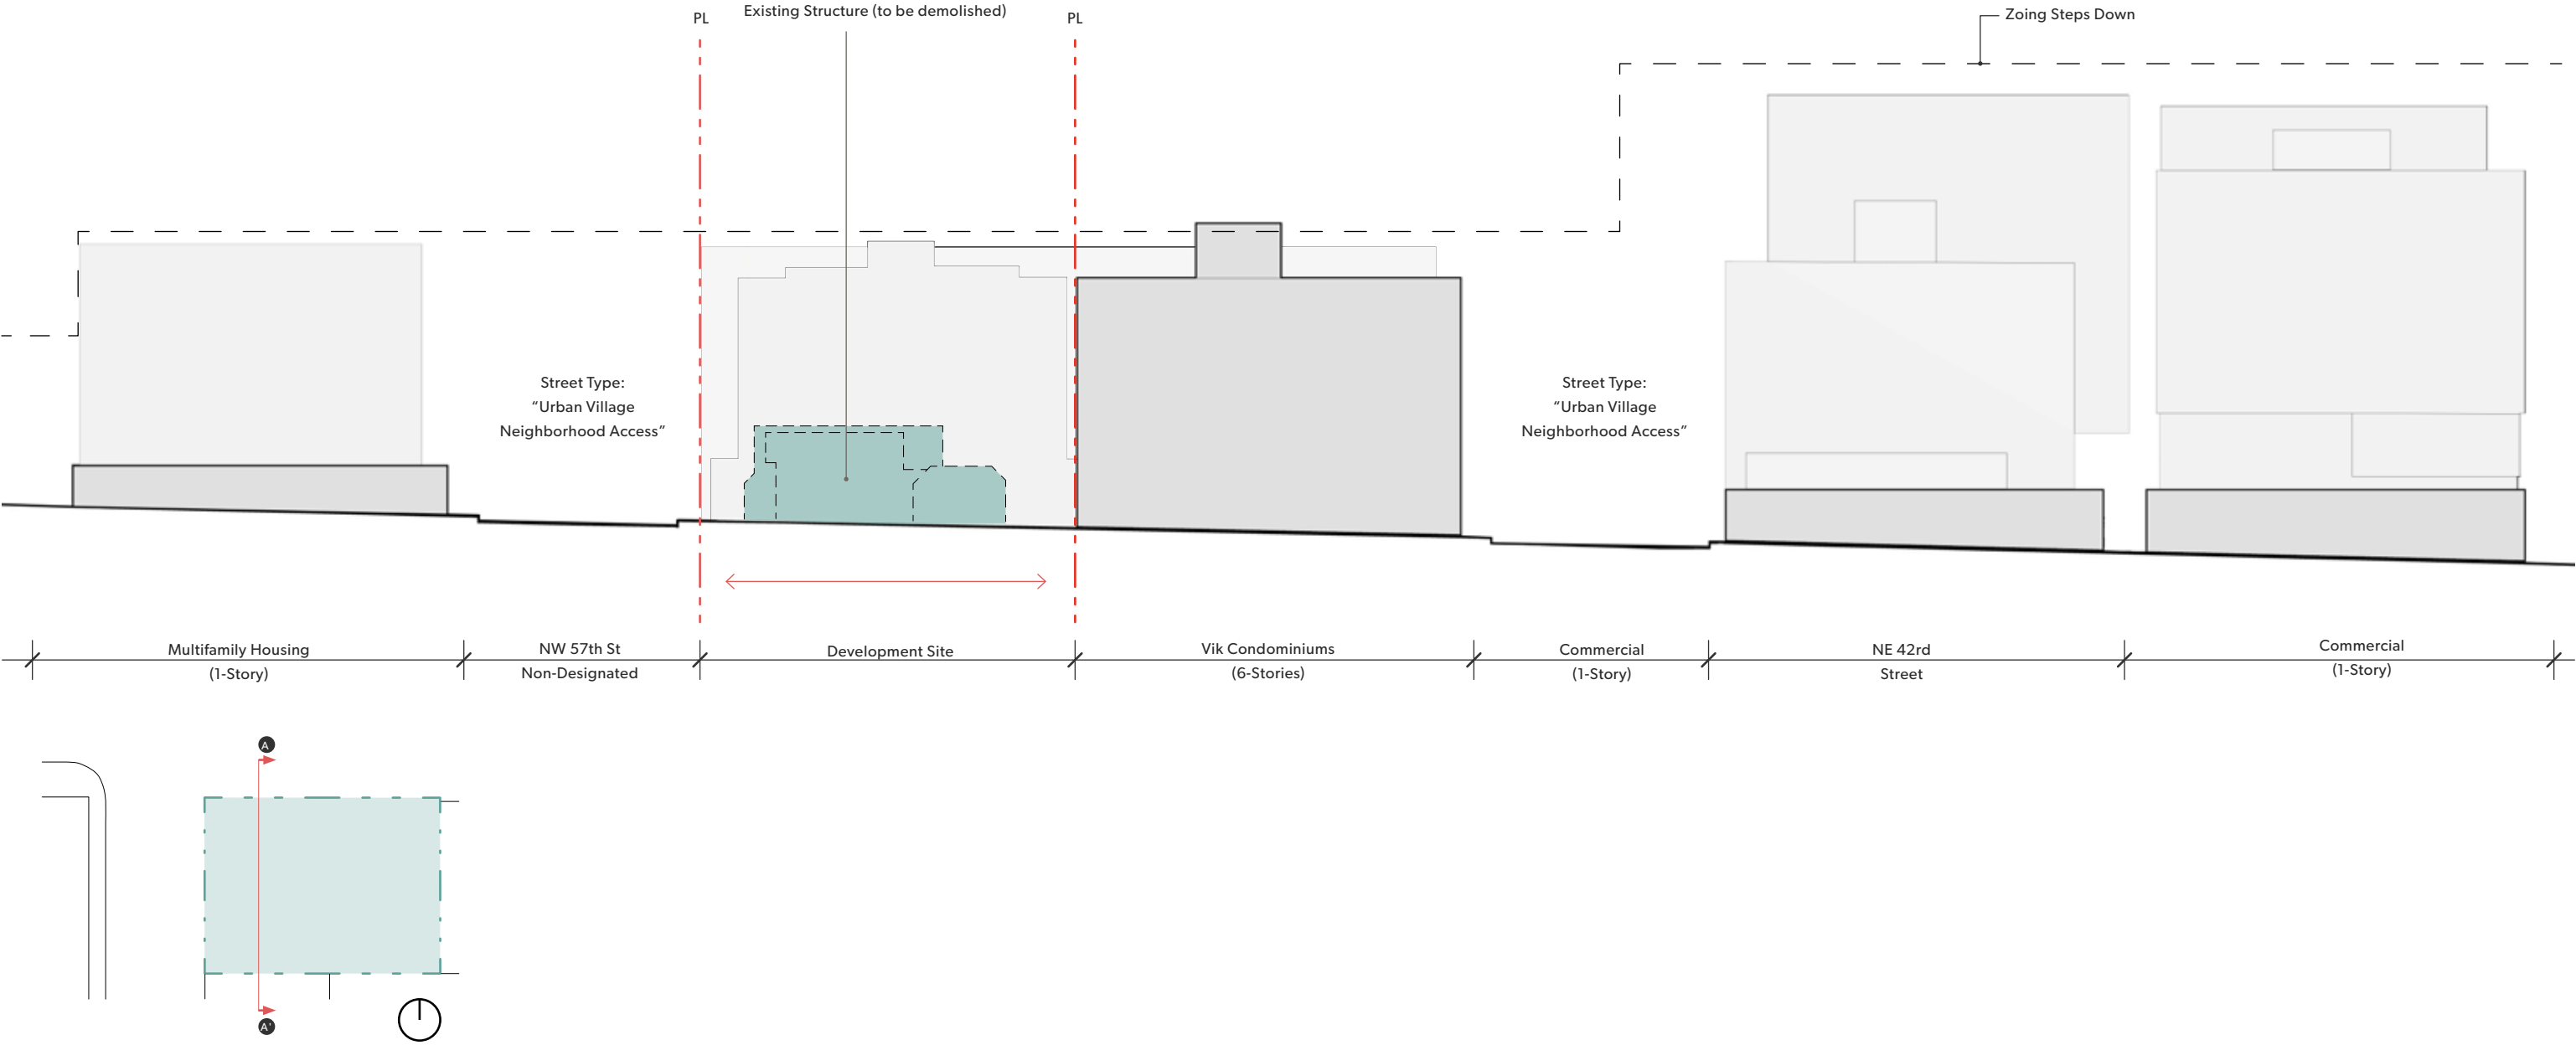 PL
Existing Structure (to be demolished)
PL
Zoing Steps Down
Street Type:
“Urban Village
Neighborhood Access”
Street Type:
“Urban Village
Neighborhood Access”
Multifamily Housing
(1-Story)
NW 57th St
Non-Designated
Development Site
Vik Condominiums
(6-Stories)
Commercial
(1-Story)
NE 42rd
Street
Commercial
(1-Story)
A
A'